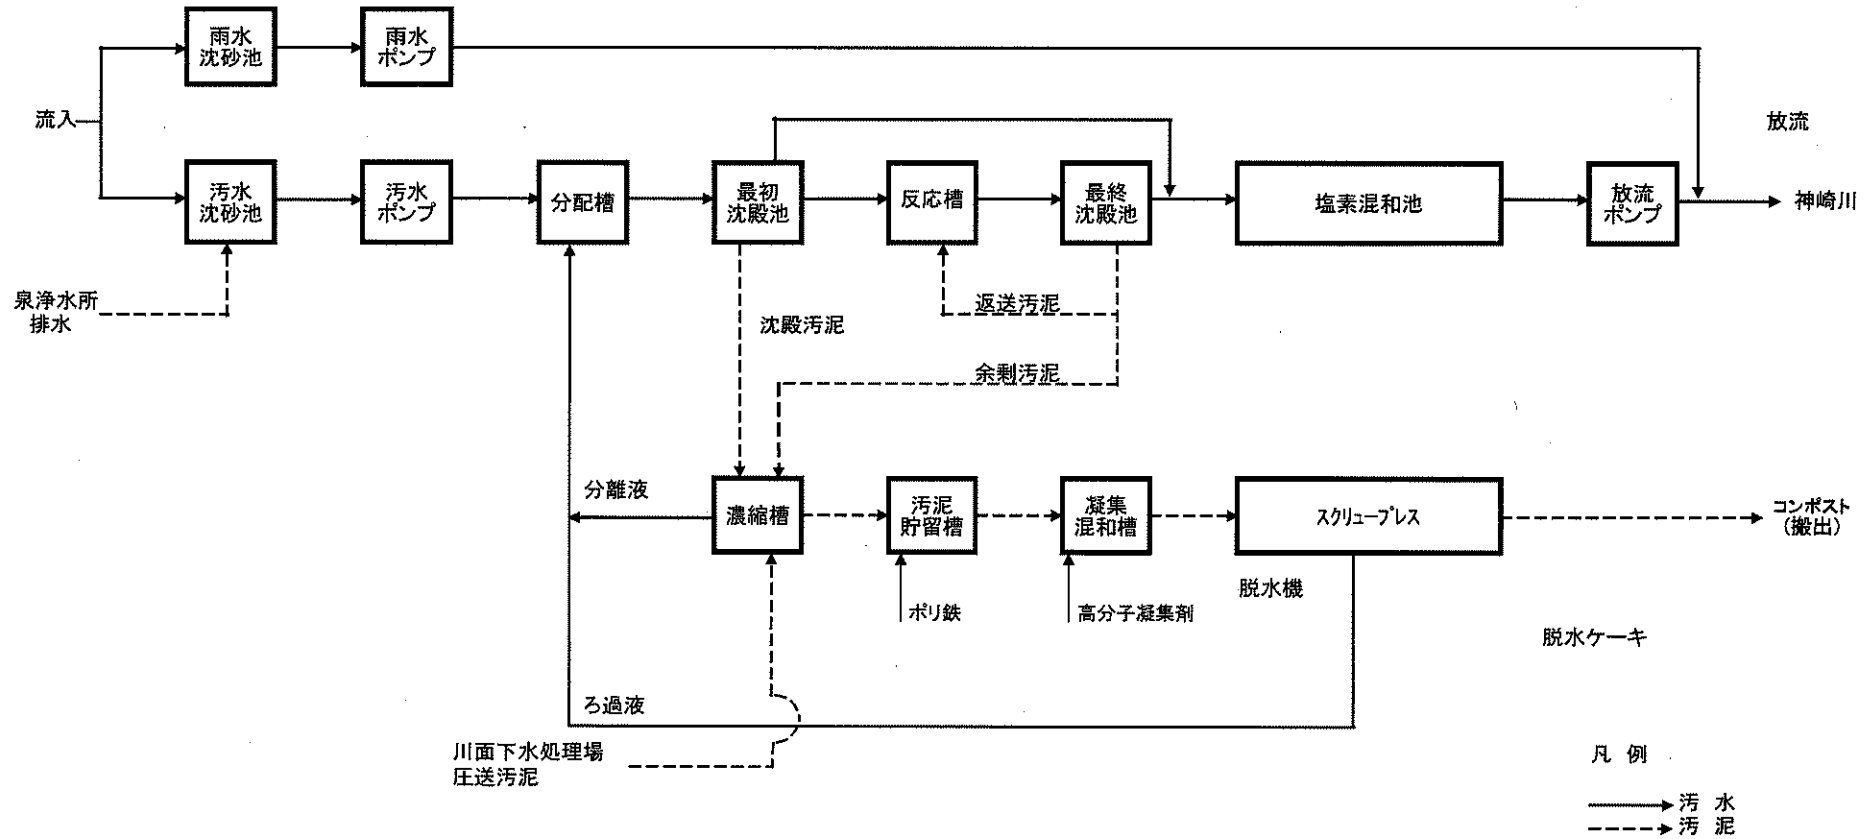 雨水
沈砂池
雨水
ポンプ
流入
放流
汚水
沈砂池
汚水
ポンプ
分配槽
最初
沈殿池
反応槽
最終
沈殿池
塩素混和池
放流
ポンプ
神崎川
泉浄水所
排水
返送汚泥
沈殿汚泥
余剰汚泥
分離液
濃縮槽
汚泥
貯留槽
凝集
混和槽
スクリュープレス
コンポスト
(搬出)
脱水機
ポリ鉄
高分子凝集剤
脱水ケーキ
ろ過液
川面下水処理場
圧送汚泥
凡 例
汚 水
汚 泥